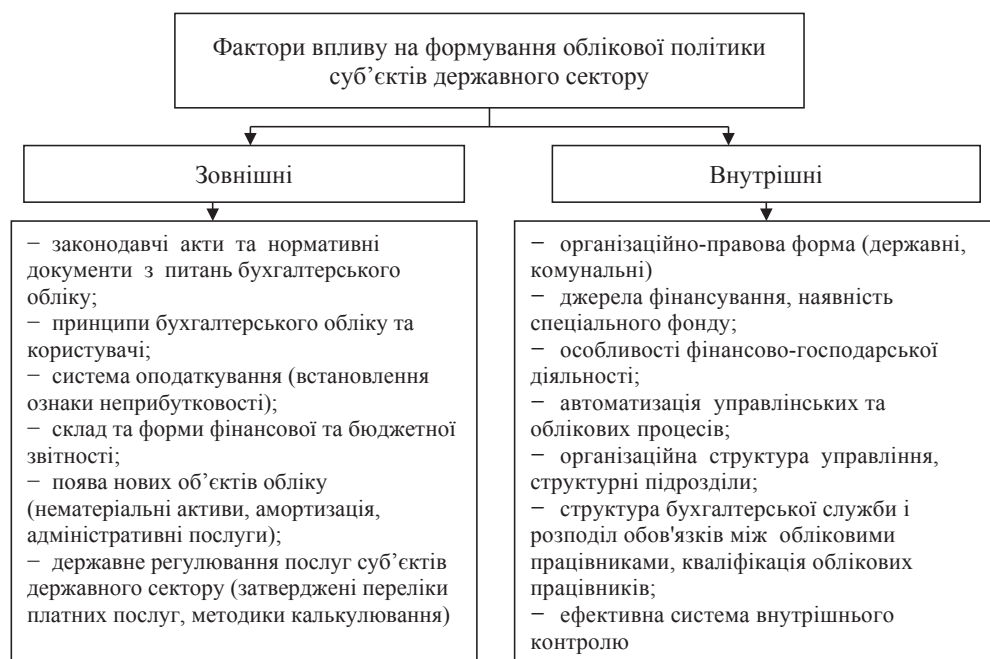 Фактори впливу на формування облікової політики
суб’єктів державного сектору
Зовнішні
− законодавчі акти та нормативні
документи з питань бухгалтерського
обліку;
− принципи бухгалтерського обліку та
користувачі;
− система оподаткування (встановлення
ознаки неприбутковості);
− склад та форми фінансової та бюджетної
звітності;
− поява нових об’єктів обліку
(нематеріальні активи, амортизація,
адміністративні послуги);
− державне регулювання послуг суб’єктів
державного сектору (затверджені переліки
платних послуг, методики калькулювання)
Внутрішні
− організаційно-правова форма (державні,
комунальні)
− джерела фінансування, наявність
спеціального фонду;
− особливості фінансово-господарської
діяльності;
− автоматизація управлінських та
облікових процесів;
− організаційна структура управління,
структурні підрозділи;
− структура бухгалтерської служби і
розподіл обов'язків між обліковими
працівниками, кваліфікація облікових
працівників;
− ефективна система внутрішнього
контролю